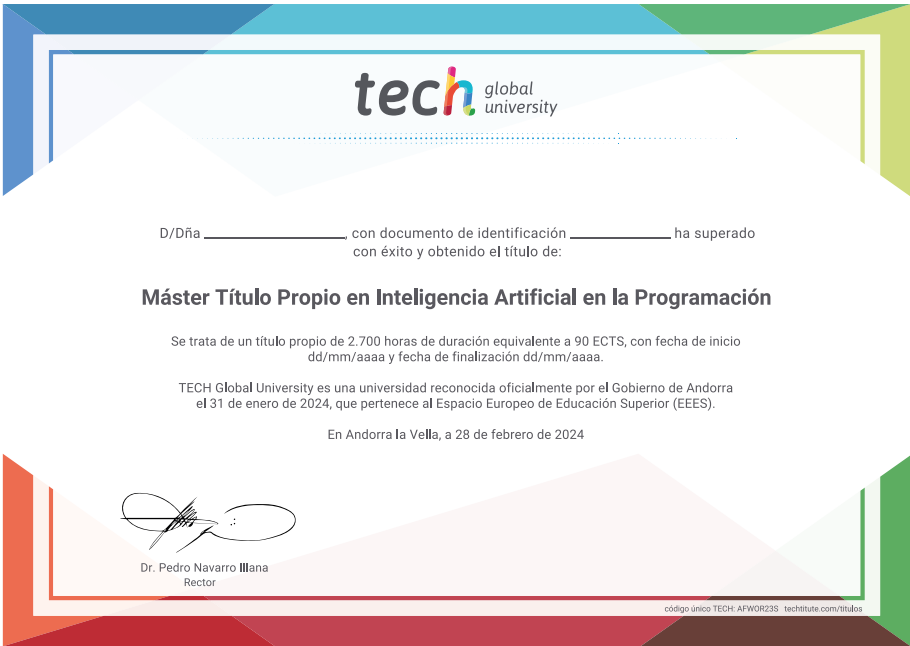 tech global
university
D/Dña ____________________, con documento de identificación ______________ ha superado
con éxito y obtenido el título de:
Máster Título Propio en Inteligencia Artificial en la Programación
Se trata de un título propio de 2.700 horas de duración equivalente a 90 ECTS, con fecha de inicio
dd/mm/aaaa y fecha de finalización dd/mm/aaaa.
TECH Global University es una universidad reconocida oficialmente por el Gobierno de Andorra
el 31 de enero de 2024, que pertenece al Espacio Europeo de Educación Superior (EEES).
En Andorra la Vella, a 28 de febrero de 2024
Dr. Pedro Navarro Illana
Rector
código único TECH: AFWOR23S techtitute.com/titulos